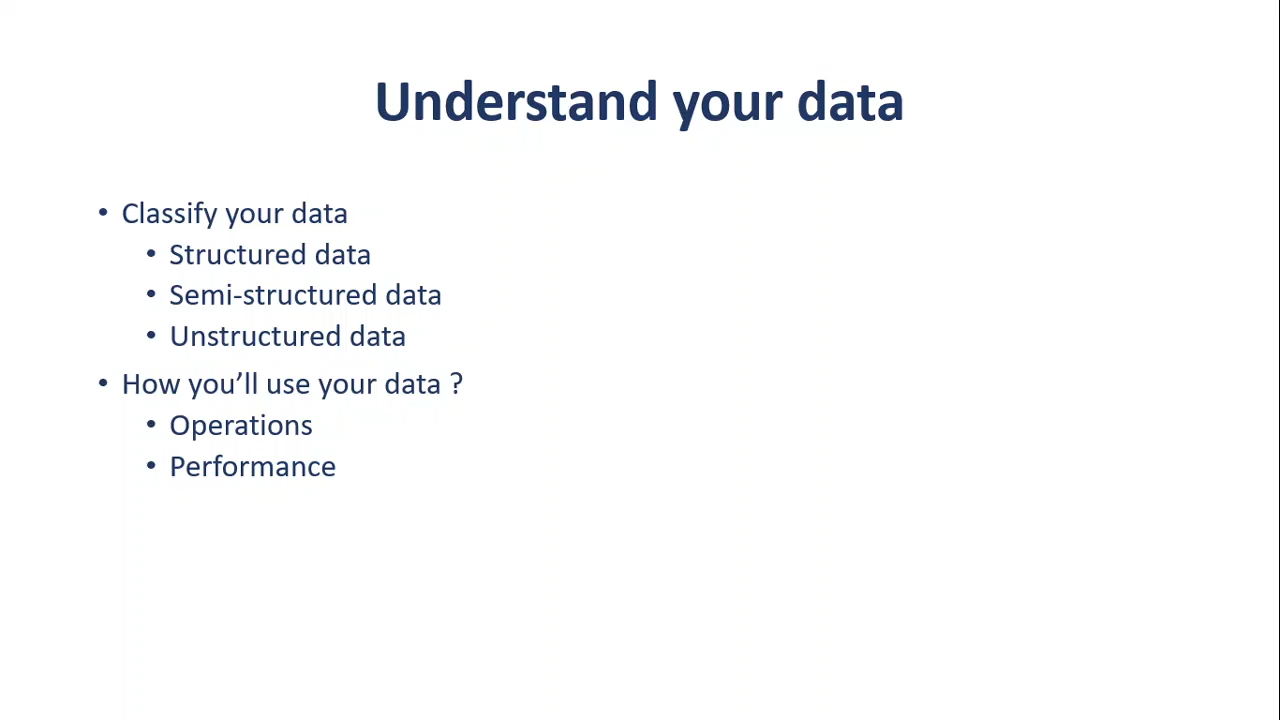 Understand your data
• Classify your data
• Structured data
• Semi-structured data
• Unstructured data
• How you’ll use your data ?
• Operations
• Performance